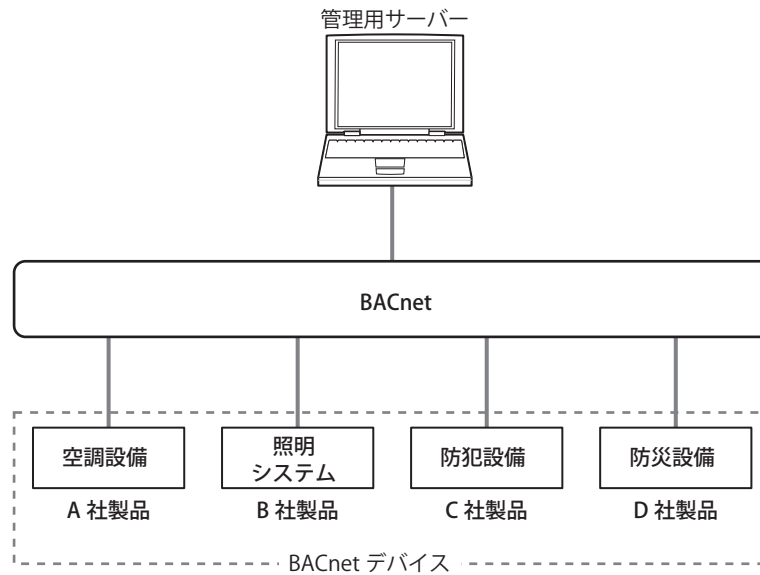 管理用サーバー
BACnet
空調設備
照明
システム
防犯設備
防災設備
A 社製品
B 社製品
C 社製品
D 社製品
BACnet デバイス